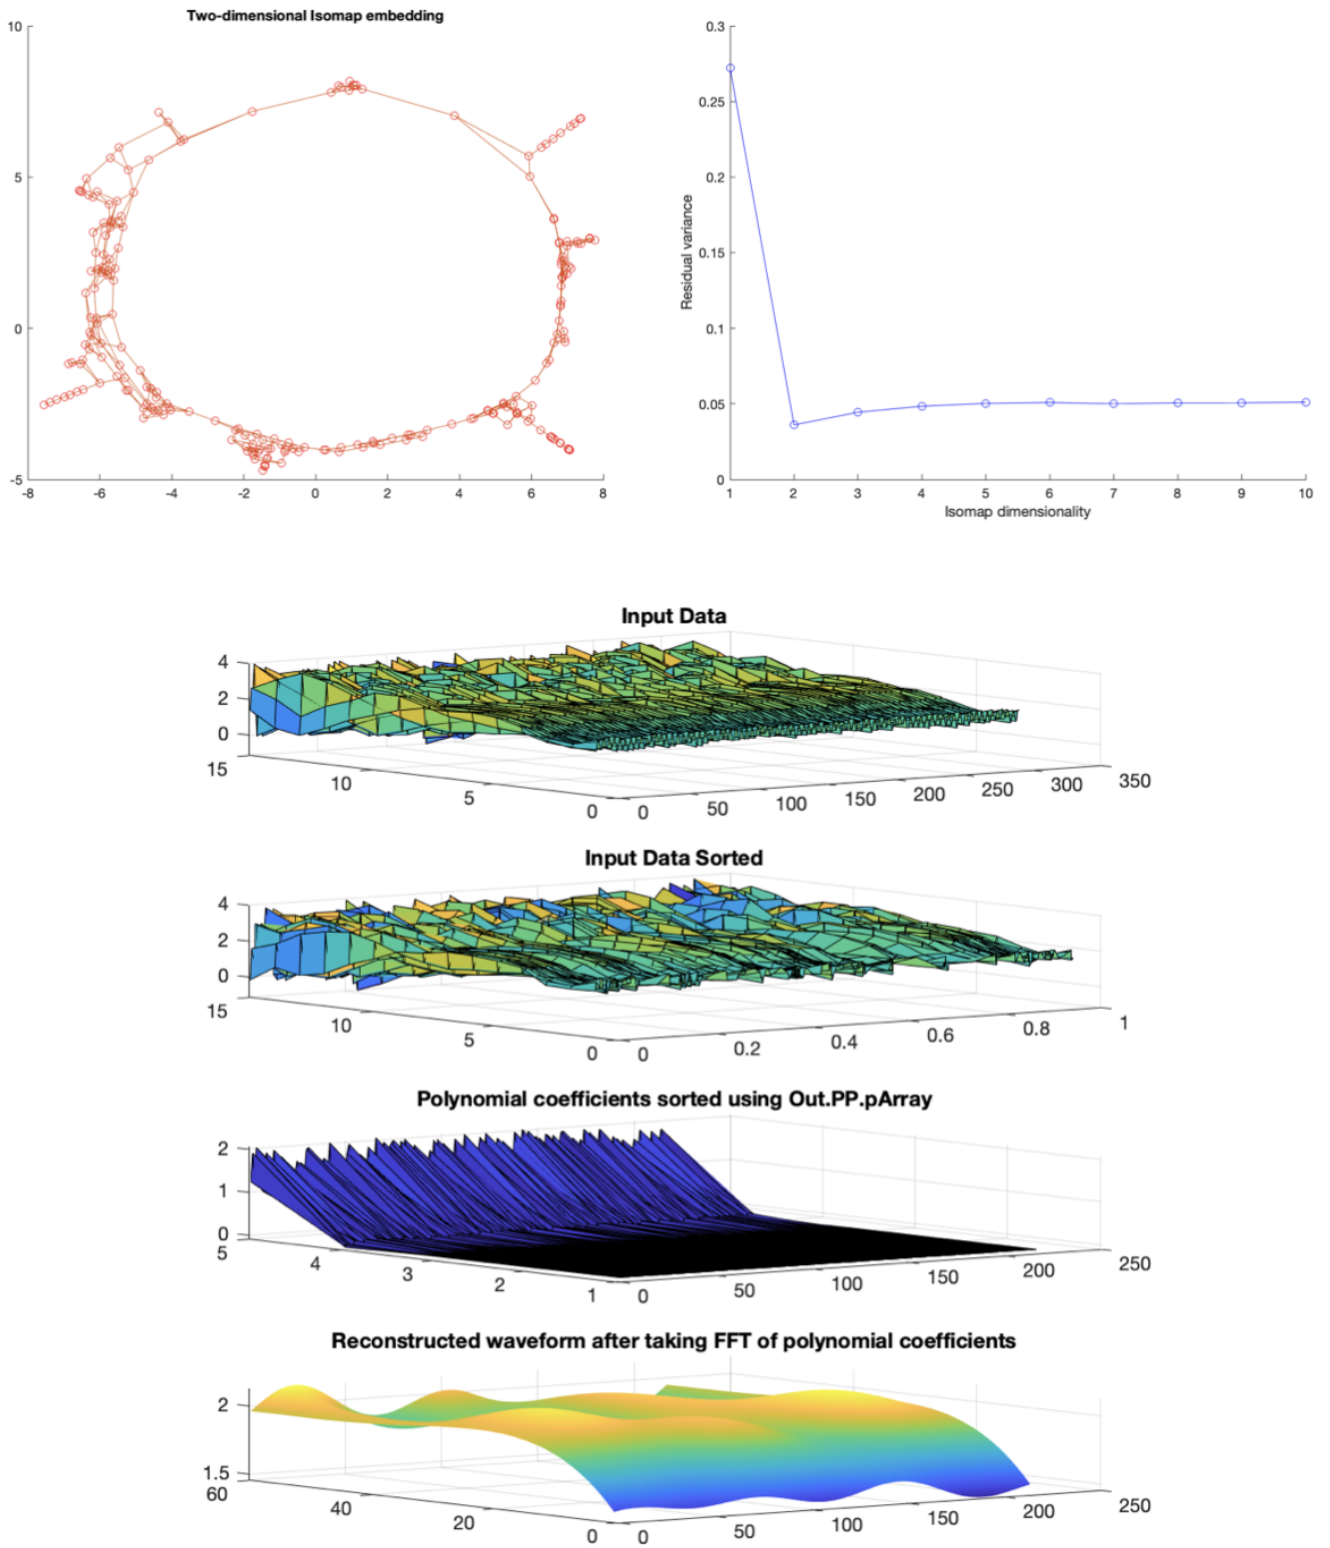 Two-dimensional Isomap embedding
10
5
0
-5
-8 -6 -4 -2 0 2 4 6 8
0.3
0.25
0.2
0.15
0.1
0.05
0
Residual variance
1 2 3 4 5 6 7 8 9 10
Isomap dimensionality
Input Data
4
2
0
15 10 5 0
0 50 100 150 200 250 300 350
Input Data Sorted
4
2
0
15 10 5 0
0 0.2 0.4 0.6 0.8 1
Polynomial coefficients sorted using Out.PP.pArray
2
1
0
5 4 3 2 1
0 50 100 150 200 250
Reconstructed waveform after taking FFT of polynomial coefficients
2
1.5
60 40 20 0
0 50 100 150 200 250